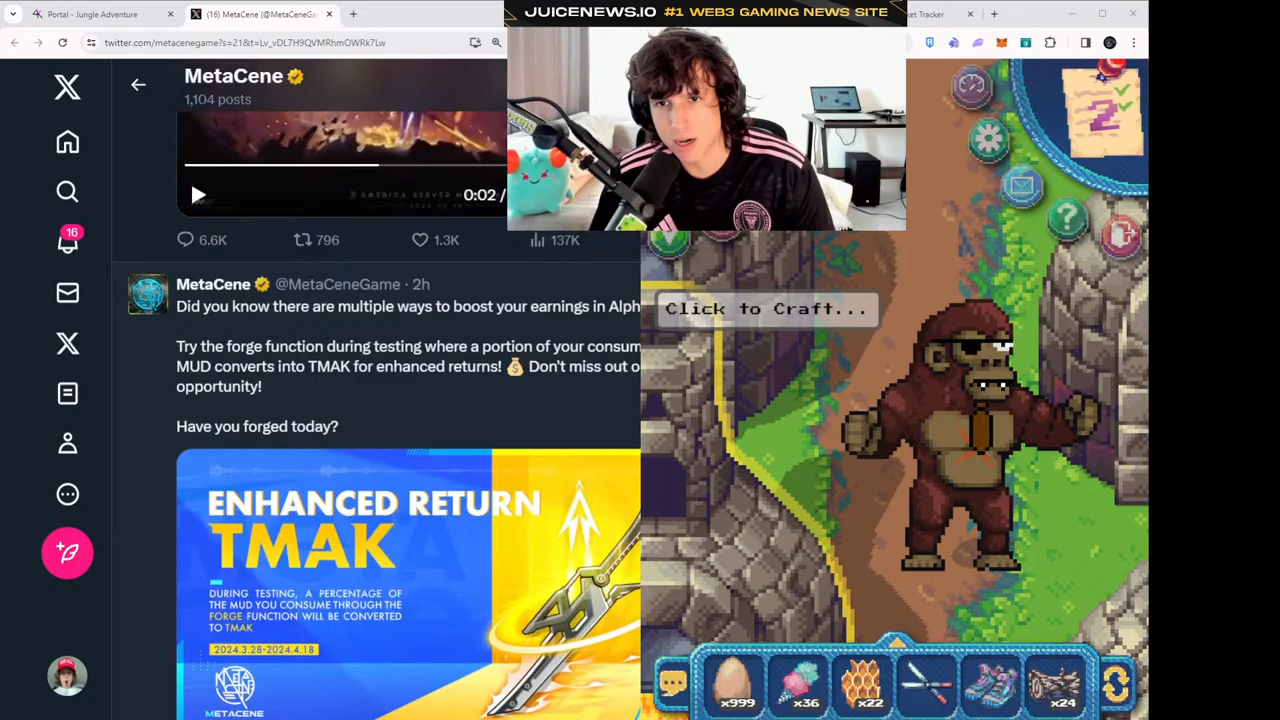 Portal - Jungle Adventure
(16) MetaCene (@MetaCeneGa
JUICENEWS.IO #1 WEB3 GAMING NEWS SITE
ket Tracker
twitter.com/metacenegame?s=21&t=Lv_vDL7H9QVMRhmOWRk7Lw
MetaCene
1,104 posts
0:02 /
6.6K
796
1.3K
137K
16
2
Click to Craft...
MetaCene @MetaCeneGame · 2h
Did you know there are multiple ways to boost your earnings in Alph
Try the forge function during testing where a portion of your consum
MUD converts into TMAK for enhanced returns! 💰 Don't miss out o
opportunity!
Have you forged today?
ENHANCED RETURN
TMAK
DURING TESTING, A PERCENTAGE OF
THE MUD YOU CONSUME THROUGH THE
FORGE FUNCTION WILL BE CONVERTED
TO TMAK
2024.3.28-2024.4.18
METACENE
x999
x36
x22
x24